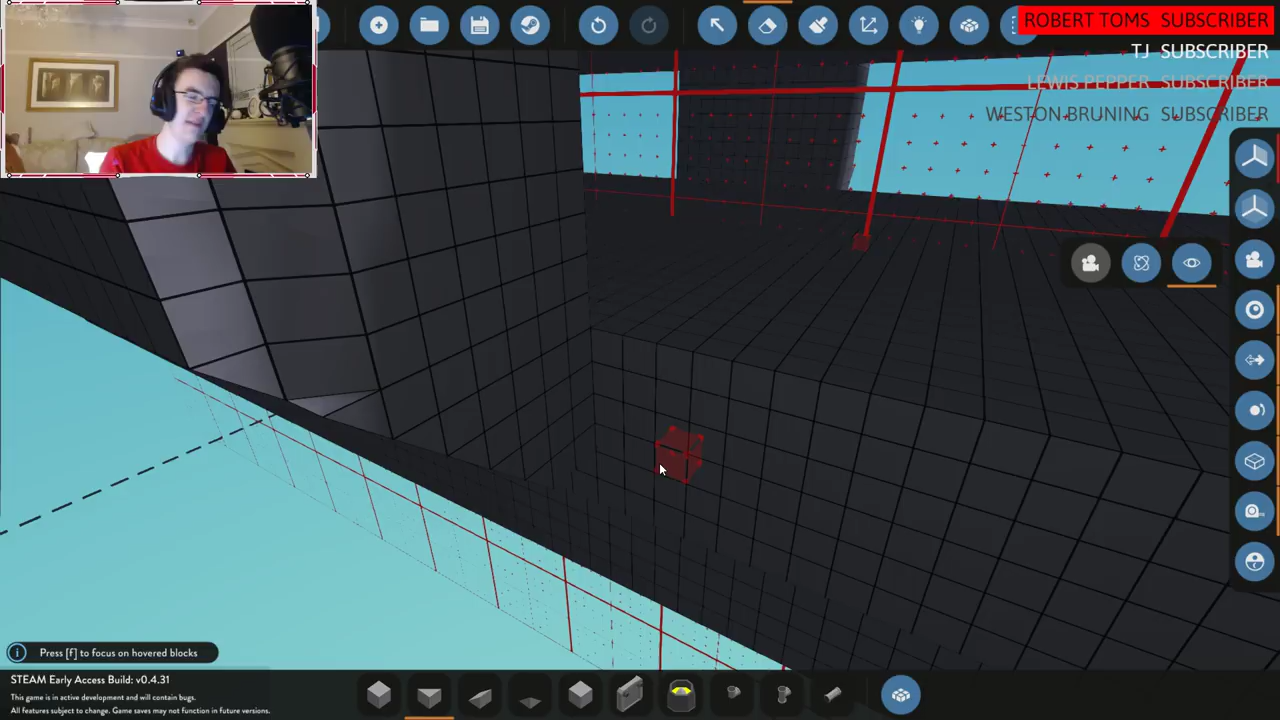 ROBERT TOMS SUBSCRIBER
TJ SUBSCRIBER
LEWIS PEPPER SUBSCRIBER
WESTON BRUNING SUBSCRIBER
Press [f] to focus on hovered blocks
STEAM Early Access Build: v0.4.31
This game is in active development and will contain bugs.
All features subject to change. Game saves may not function in future versions.